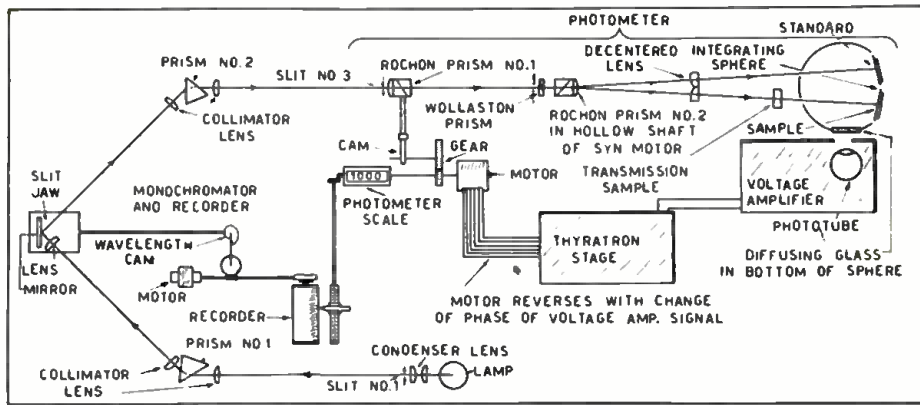 PHOTOMETER
STANDARD
DECENTERED INTEGRATING
LENS SPHERE
PRISM NO.2
SLIT NO 3
ROCHON PRISM NO.1
WOLLASTON
PRISM
ROCHON PRISM NO.2
IN HOLLOW SHAFT
OF SYN MOTOR
SAMPLE
TRANSMISSION
SAMPLE
COLLIMATOR
LENS
CAM
GEAR
SLIT
JAW
MONOCHROMATOR
AND RECORDER
1000
PHOTOMETER
SCALE
MOTOR
VOLTAGE
AMPLIFIER
PHOTOTUBE
WAVELENGTH
CAM
LENS
MIRROR
MOTOR
THYRATRON
STAGE
DIFFUSING GLASS
IN BOTTOM OF SPHERE
RECORDER
MOTOR REVERSES WITH CHANGE
OF PHASE OF VOLTAGE AMP. SIGNAL
PRISM NO 1
COLLIMATOR
LENS
CONDENSER LENS
LAMP
SLIT NO.1